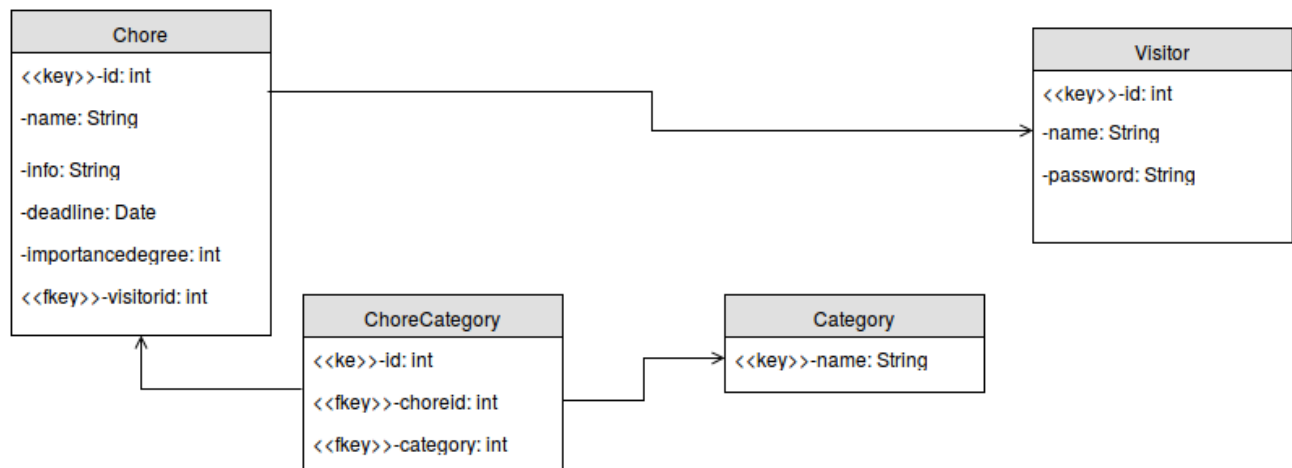 Chore
<<key>>-id: int
-name: String
-info: String
-deadline: Date
-importancedegree: int
<<fkey>>-visitorid: int
Visitor
<<key>>-id: int
-name: String
-password: String
ChoreCategory
<<ke>>-id: int
<<fkey>>-choreid: int
<<fkey>>-category: int
Category
<<key>>-name: String